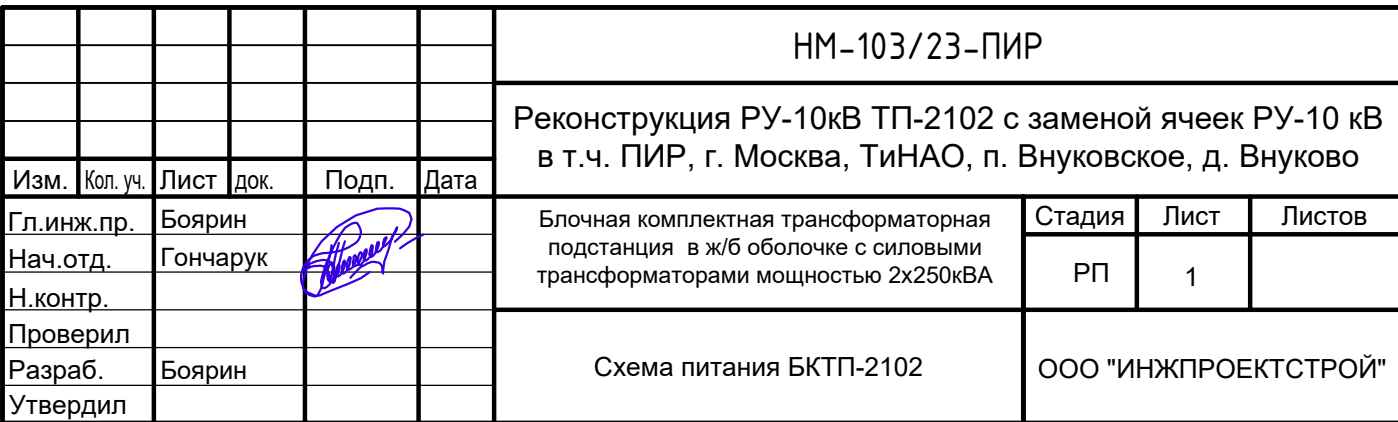 НМ-103/23-ПИР
Реконструкция РУ-10кВ ТП-2102 с заменой ячеек РУ-10 кВ
в т.ч. ПИР, г. Москва, ТиНАО, п. Внуковское, д. Внуково
Изм. Кол. уч. Лист док. Подп. Дата
Гл.инж.пр. Боярин
Нач.отд. Гончарук
Н.контр.
Проверил
Разраб. Боярин
Утвердил
Блочная комплектная трансформаторная
подстанция в ж/б оболочке с силовыми
трансформаторами мощностью 2х250кВА
Стадия Лист Листов
РП 1
Схема питания БКТП-2102
ООО "ИНЖПРОЕКТСТРОЙ"